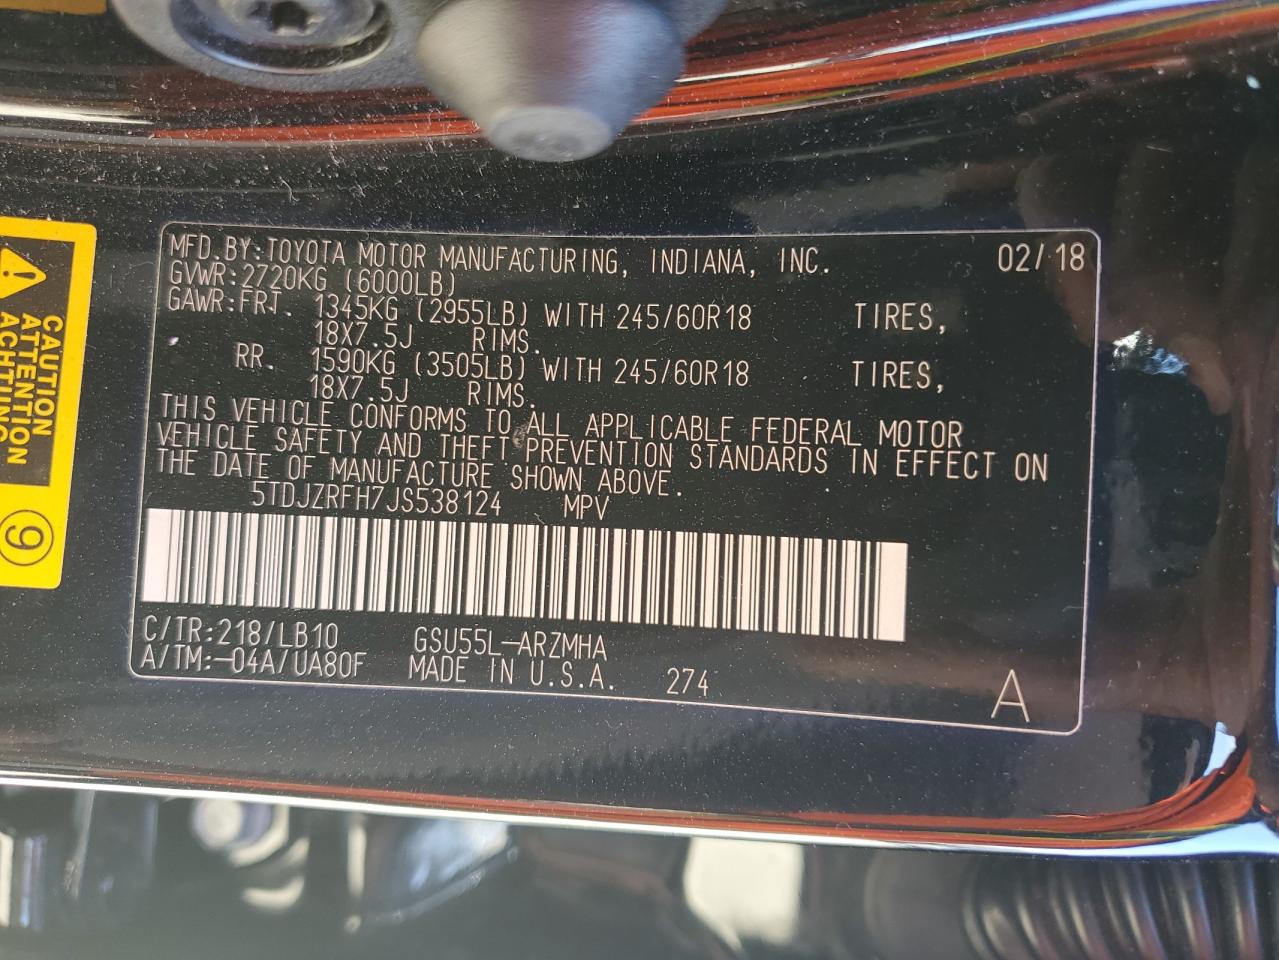 MFD.BY:TOYOTA MOTOR MANUFACTURING, INDIANA, INC. 02/18
GVWR:2720KG (6000LB)
GAWR:FRT. 1345KG (2955LB) WITH 245/60R18 TIRES,
18X7.5J RIMS.
RR. 1590KG (3505LB) WITH 245/60R18 TIRES,
18X7.5J RIMS.
THIS VEHICLE CONFORMS TO ALL APPLICABLE FEDERAL MOTOR
VEHICLE SAFETY AND THEFT PREVENTION STANDARDS IN EFFECT ON
THE DATE OF MANUFACTURE SHOWN ABOVE.
5TDJZRFH7JS538124 MPV
C/TR:218/LB10 GSU55L-ARZMHA
A/TM:-04A/UA80F MADE IN U.S.A. 274
A
CAUTION
ATTENTION
ACHTUNG
9